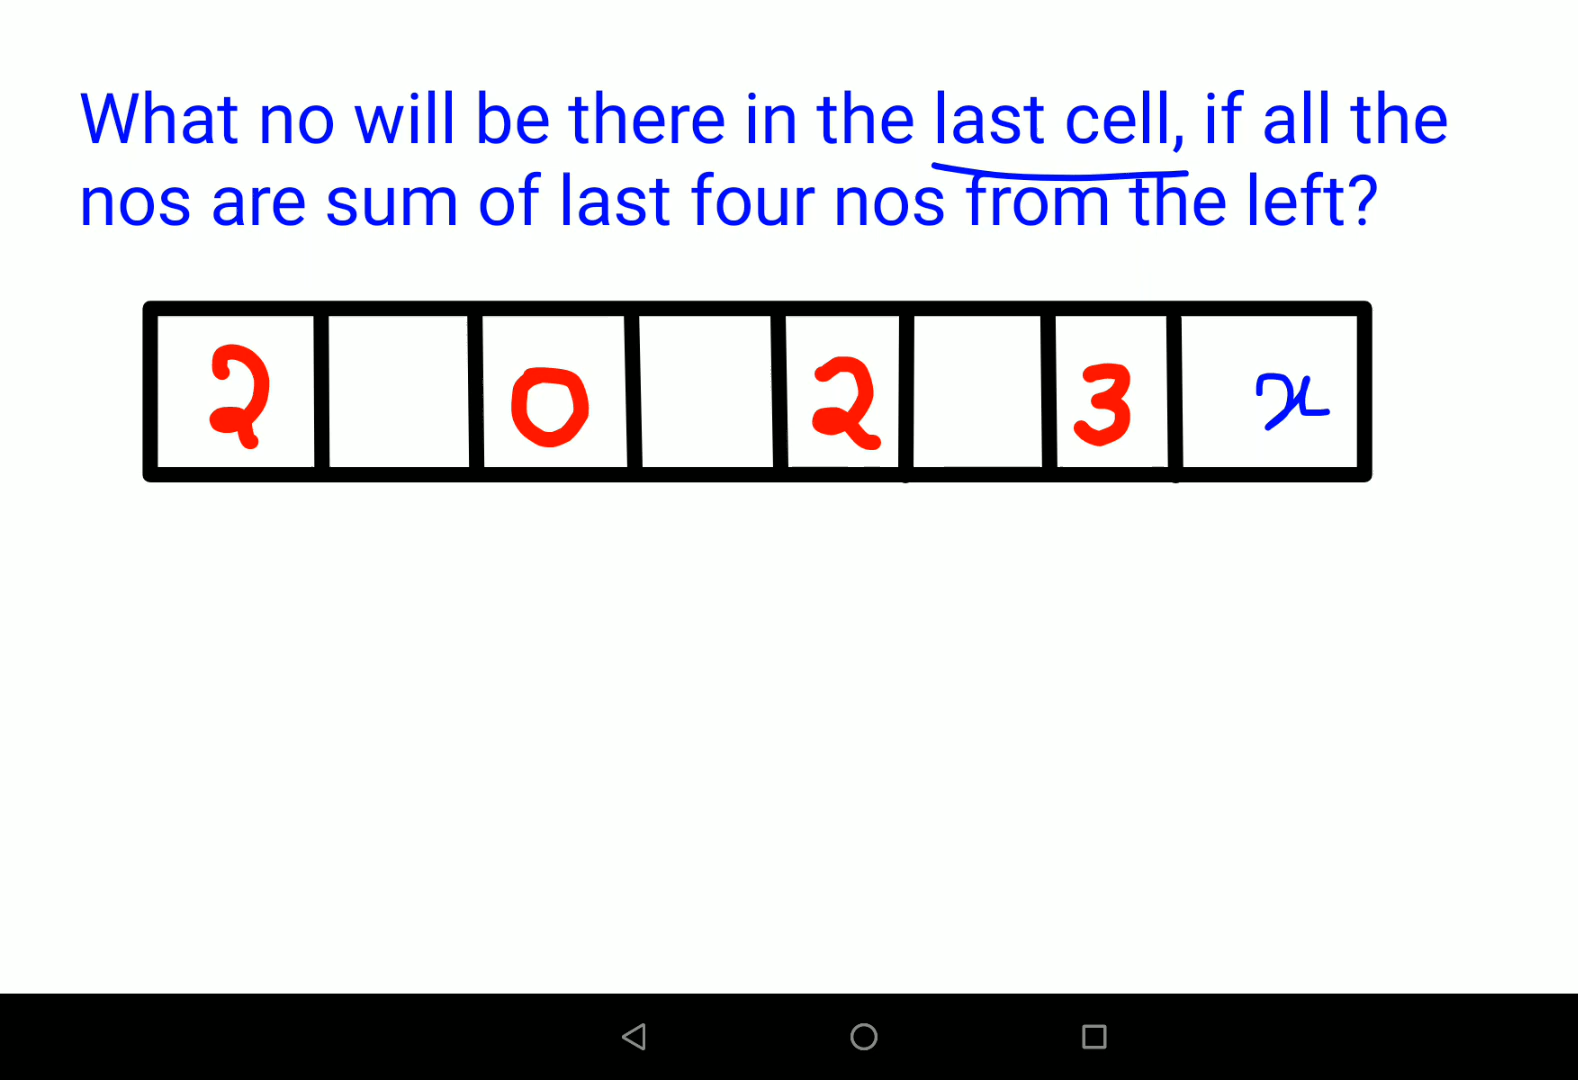 What no will be there in the last cell, if all the
nos are sum of last four nos from the left?
2 0 2 3 x